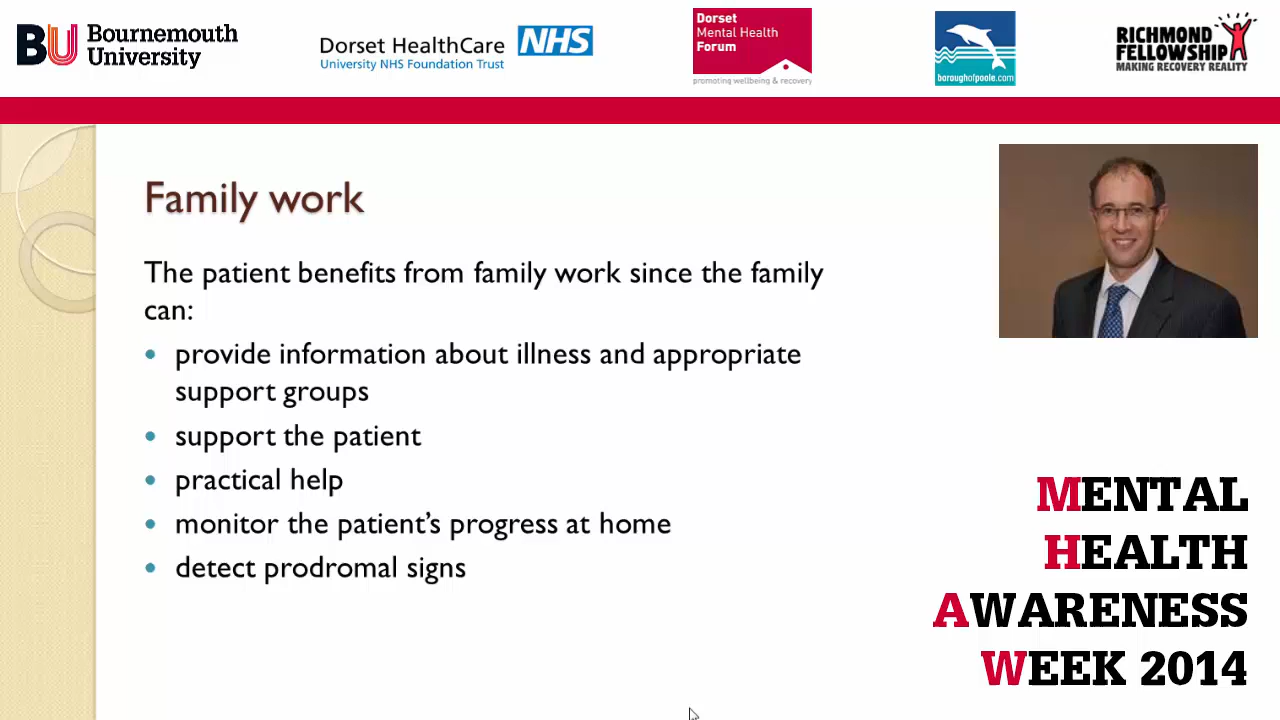 BU Bournemouth
University
Dorset HealthCare NHS
University NHS Foundation Trust
Dorset
Mental Health
Forum
promoting wellbeing & recovery
boroughofpoole.com
RICHMOND
FELLOWSHIP
MAKING RECOVERY REALITY
Family work
The patient benefits from family work since the family
can:
• provide information about illness and appropriate
support groups
• support the patient
• practical help
• monitor the patient’s progress at home
• detect prodromal signs
MENTAL
HEALTH
AWARENESS
WEEK 2014